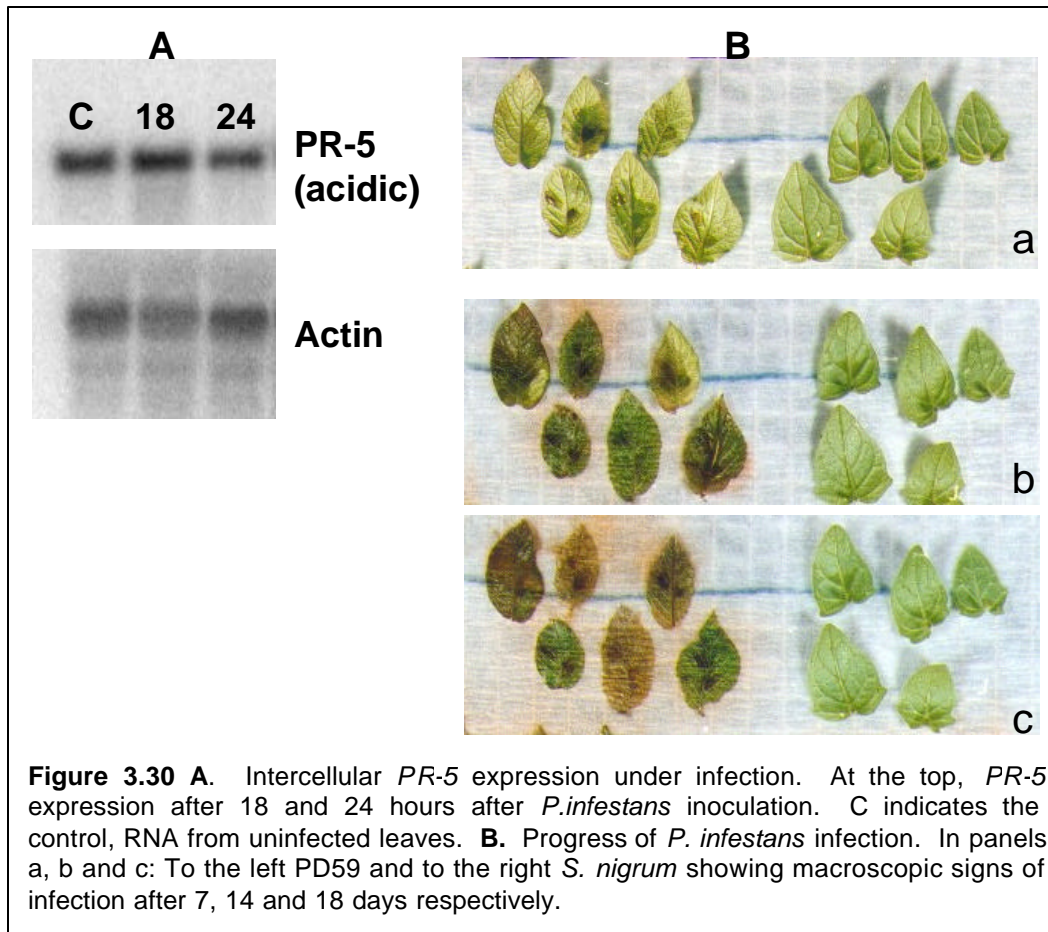 A
B
C 18 24
PR-5
(acidic)
Actin
a
b
c
Figure 3.30 A. Intercellular PR-5 expression under infection. At the top, PR-5
expression after 18 and 24 hours after P.infestans inoculation. C indicates the
control, RNA from uninfected leaves. B. Progress of P. infestans infection. In panels
a, b and c: To the left PD59 and to the right S. nigrum showing macroscopic signs of
infection after 7, 14 and 18 days respectively.